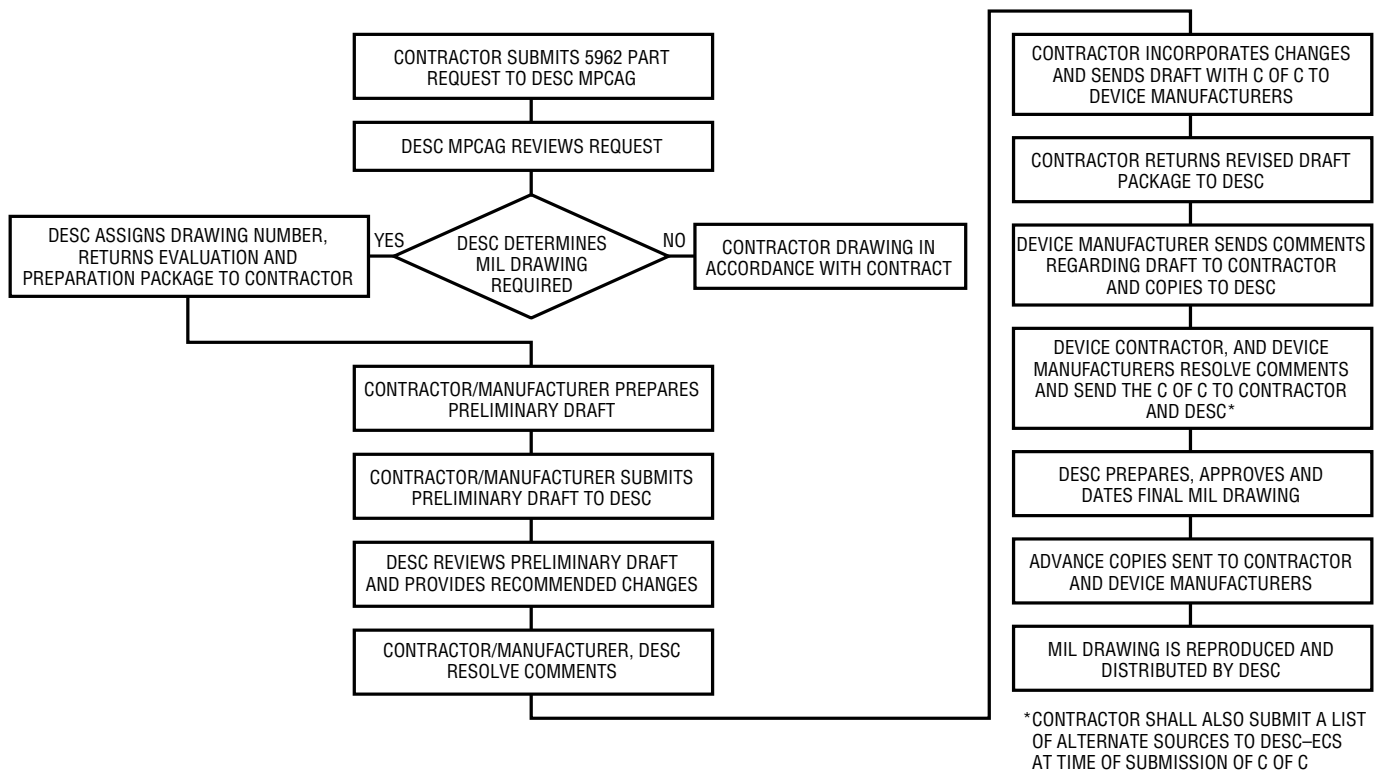 CONTRACTOR SUBMITS 5962 PART
REQUEST TO DESC MPCAG
DESC MPCAG REVIEWS REQUEST
DESC DETERMINES
MIL DRAWING
REQUIRED
YES
NO
DESC ASSIGNS DRAWING NUMBER,
RETURNS EVALUATION AND
PREPARATION PACKAGE TO CONTRACTOR
CONTRACTOR DRAWING IN
ACCORDANCE WITH CONTRACT
CONTRACTOR/MANUFACTURER PREPARES
PRELIMINARY DRAFT
CONTRACTOR/MANUFACTURER SUBMITS
PRELIMINARY DRAFT TO DESC
DESC REVIEWS PRELIMINARY DRAFT
AND PROVIDES RECOMMENDED CHANGES
CONTRACTOR/MANUFACTURER, DESC
RESOLVE COMMENTS
CONTRACTOR INCORPORATES CHANGES
AND SENDS DRAFT WITH C OF C TO
DEVICE MANUFACTURERS
CONTRACTOR RETURNS REVISED DRAFT
PACKAGE TO DESC
DEVICE MANUFACTURER SENDS COMMENTS
REGARDING DRAFT TO CONTRACTOR
AND COPIES TO DESC
DEVICE CONTRACTOR, AND DEVICE
MANUFACTURERS RESOLVE COMMENTS
AND SEND THE C OF C TO CONTRACTOR
AND DESC*
DESC PREPARES, APPROVES AND
DATES FINAL MIL DRAWING
ADVANCE COPIES SENT TO CONTRACTOR
AND DEVICE MANUFACTURERS
MIL DRAWING IS REPRODUCED AND
DISTRIBUTED BY DESC
*CONTRACTOR SHALL ALSO SUBMIT A LIST
OF ALTERNATE SOURCES TO DESC–ECS
AT TIME OF SUBMISSION OF C OF C